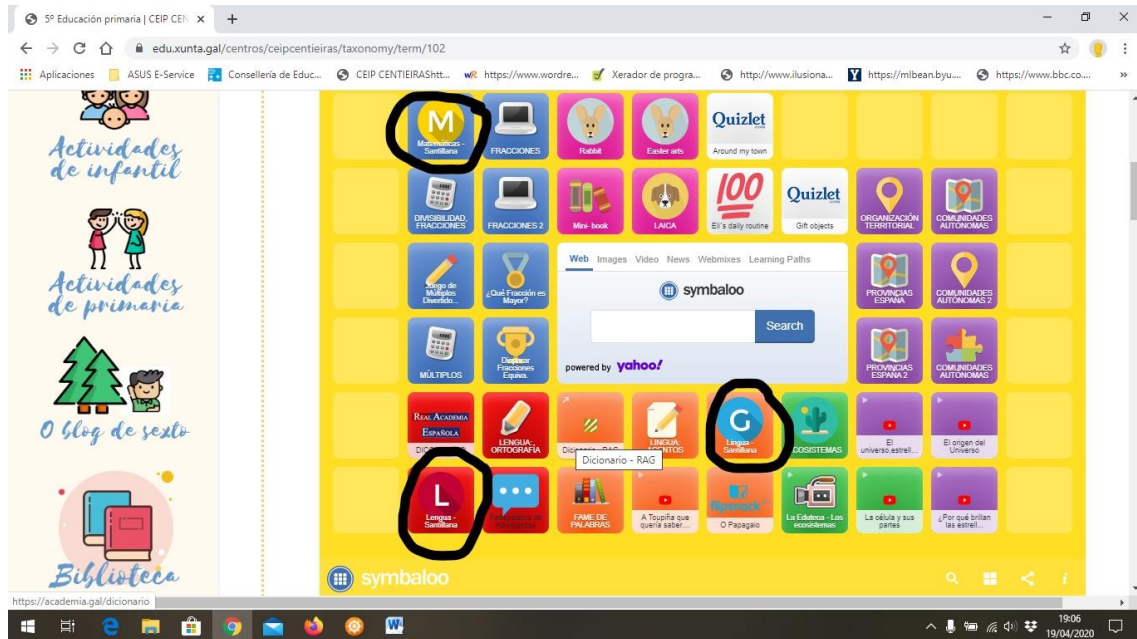 5º Educación primaria | CEIP CEN
edu.xunta.gal/centros/ceipcentieiras/taxonomy/term/102
Aplicaciones ASUS E-Service Consellería de Educ... CEIP CENTIEIRAShtt... https://www.wordre... Xerador de progra... http://www.ilusiona... https://mlbean.byu.... https://www.bbc.co.... »
Actividades
de infantil
Actividades
de primaria
O blog de sexto
Biblioteca
M
Matemáticas -
Santillana
FRACCIONES
Rabbit
Easter arts
Quizlet
Around my town
DIVISIBILIDAD,
FRACCIONES
FRACCIONES 2
Mini- book
LAICA
100
Eli's daily routine
Quizlet
Gift objects
ORGANIZACIÓN
TERRITORIAL
COMUNIDADES
AUTÓNOMAS
Juego de
Múltiplos
Divertido...
¿Qué Fracción es
Mayor?
Web Images Video News Webmixes Learning Paths
symbaloo
Search
powered by yahoo!
PROVINCIAS
ESPAÑA
COMUNIDADES
AUTÓNOMAS 2
MÚLTIPLOS
Fracciones
Equiva.
PROVINCIAS
ESPAÑA 2
COMUNIDADES
AUTÓNOMAS
REAL ACADEMIA
ESPAÑOLA
LENGUA:
ORTOGRAFÍA
LINGUA:
Dicionario - RAG
G
Lingua -
Santillana
ECOSISTEMAS
El
universo,estrell...
El origen del
Universo
L
Lengua -
Santillana
FAME DE
PALABRAS
A Toupiña que
quería saber...
flipsnack
O Papagaio
La Eduteca - Los
ecosistemas
La célula y sus
partes
¿Por qué brillan
las estrell...
symbaloo
https://academia.gal/dicionario
19:06
19/04/2020